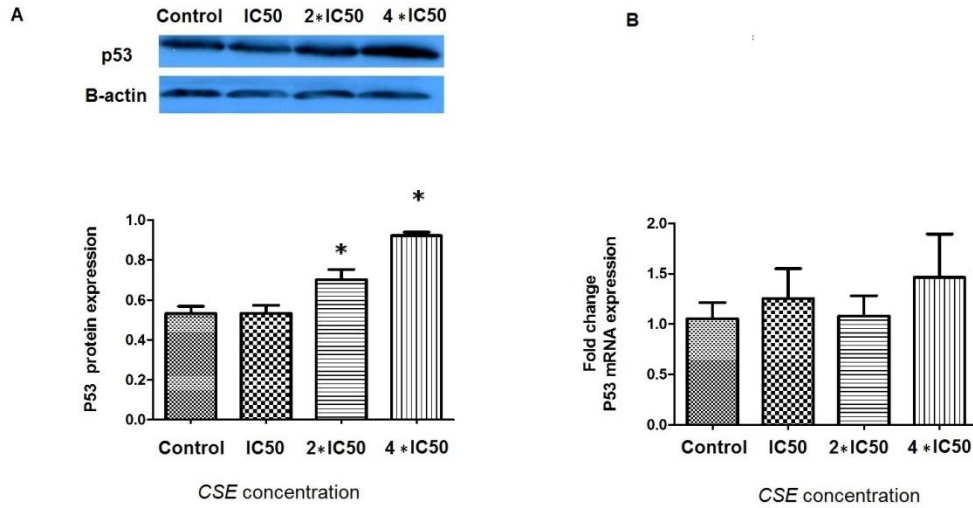 A
Control IC50 2*IC50 4 *IC50
p53
B-actin
P53 protein expression
1.0
0.8
0.6
0.4
0.2
0.0
* *
Control IC50 2*IC50 4 *IC50
CSE concentration
B
Fold change
P53 mRNA expression
2.0
1.5
1.0
0.5
0.0
Control IC50 2*IC50 4 *IC50
CSE concentration